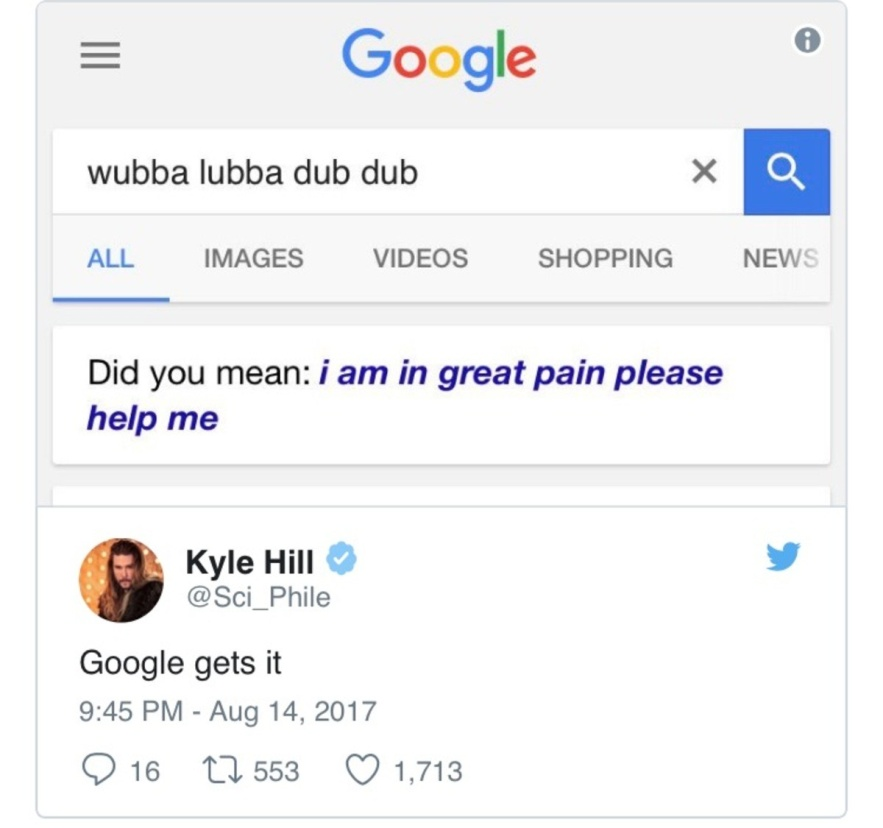 Google
wubba lubba dub dub
ALL IMAGES VIDEOS SHOPPING NEWS
Did you mean: i am in great pain please
help me
Kyle Hill
@Sci_Phile
Google gets it
9:45 PM - Aug 14, 2017
16 553 1,713